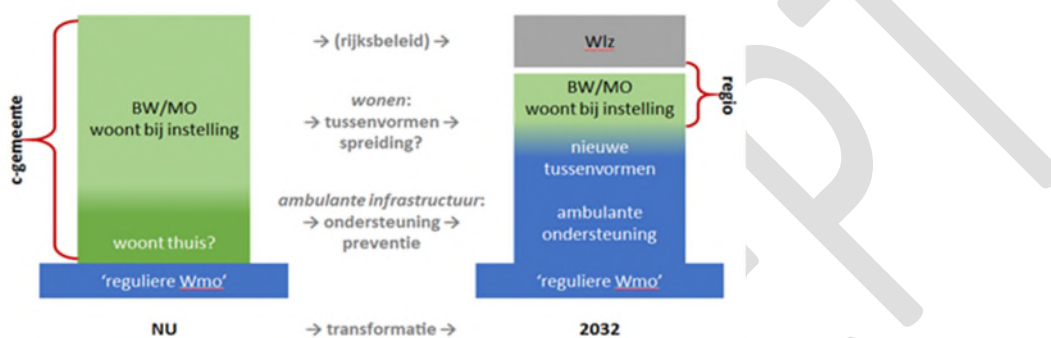 c-gemeente
BW/MO
woont bij instelling
woont thuis?
'reguliere Wmo'
NU
→ (rijksbeleid) →
wonen:
→ tussenvormen →
spreiding?
ambulante infrastructuur:
→ ondersteuning →
preventie
→ transformatie →
Wlz
BW/MO
woont bij instelling
nieuwe
tussenvormen
ambulante
ondersteuning
'reguliere Wmo'
2032
regio